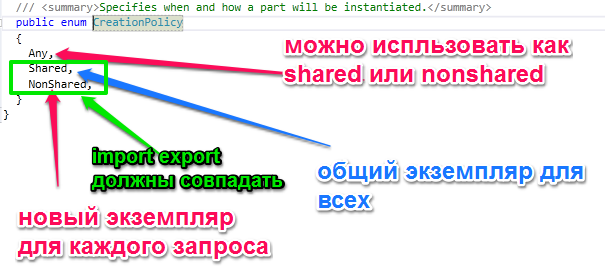 /// <summary>Specifies when and how a part will be instantiated.</summary>
public enum CreationPolicy
{
Any,
Shared,
NonShared,
}
}
можно испльзовать как
shared или nonshared
import export
должны совпадать
общий экземпляр для
всех
новый экземпляр
для каждого запроса